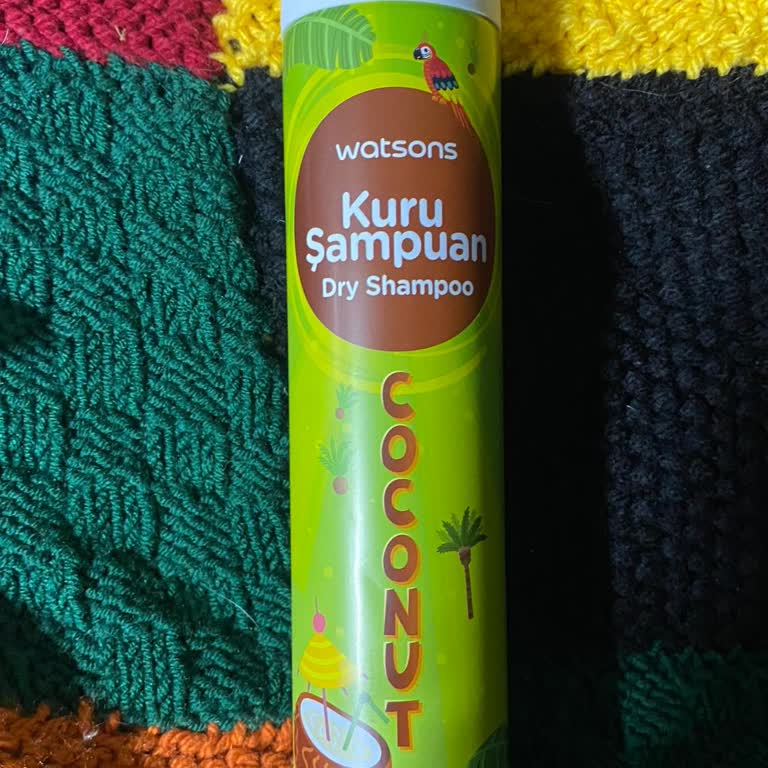 watsons
Kuru
Şampuan
Dry Shampoo
COCONUT